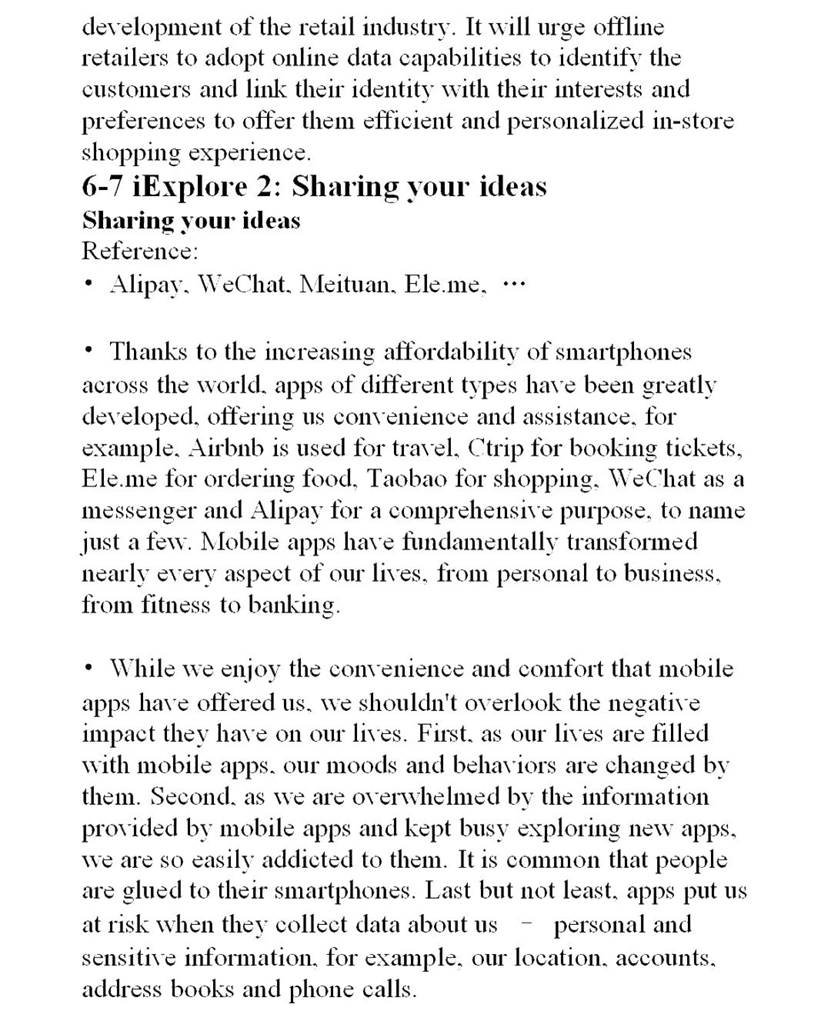 development of the retail industry. It will urge offline
retailers to adopt online data capabilities to identify the
customers and link their identity with their interests and
preferences to offer them efficient and personalized in-store
shopping experience.
6-7 iExplore 2: Sharing your ideas
Sharing your ideas
Reference:
• Alipay, WeChat, Meituan, Ele.me, …
• Thanks to the increasing affordability of smartphones
across the world, apps of different types have been greatly
developed, offering us convenience and assistance, for
example, Airbnb is used for travel, Ctrip for booking tickets,
Ele.me for ordering food, Taobao for shopping, WeChat as a
messenger and Alipay for a comprehensive purpose, to name
just a few. Mobile apps have fundamentally transformed
nearly every aspect of our lives, from personal to business,
from fitness to banking.
• While we enjoy the convenience and comfort that mobile
apps have offered us, we shouldn't overlook the negative
impact they have on our lives. First, as our lives are filled
with mobile apps, our moods and behaviors are changed by
them. Second, as we are overwhelmed by the information
provided by mobile apps and kept busy exploring new apps,
we are so easily addicted to them. It is common that people
are glued to their smartphones. Last but not least, apps put us
at risk when they collect data about us – personal and
sensitive information, for example, our location, accounts,
address books and phone calls.